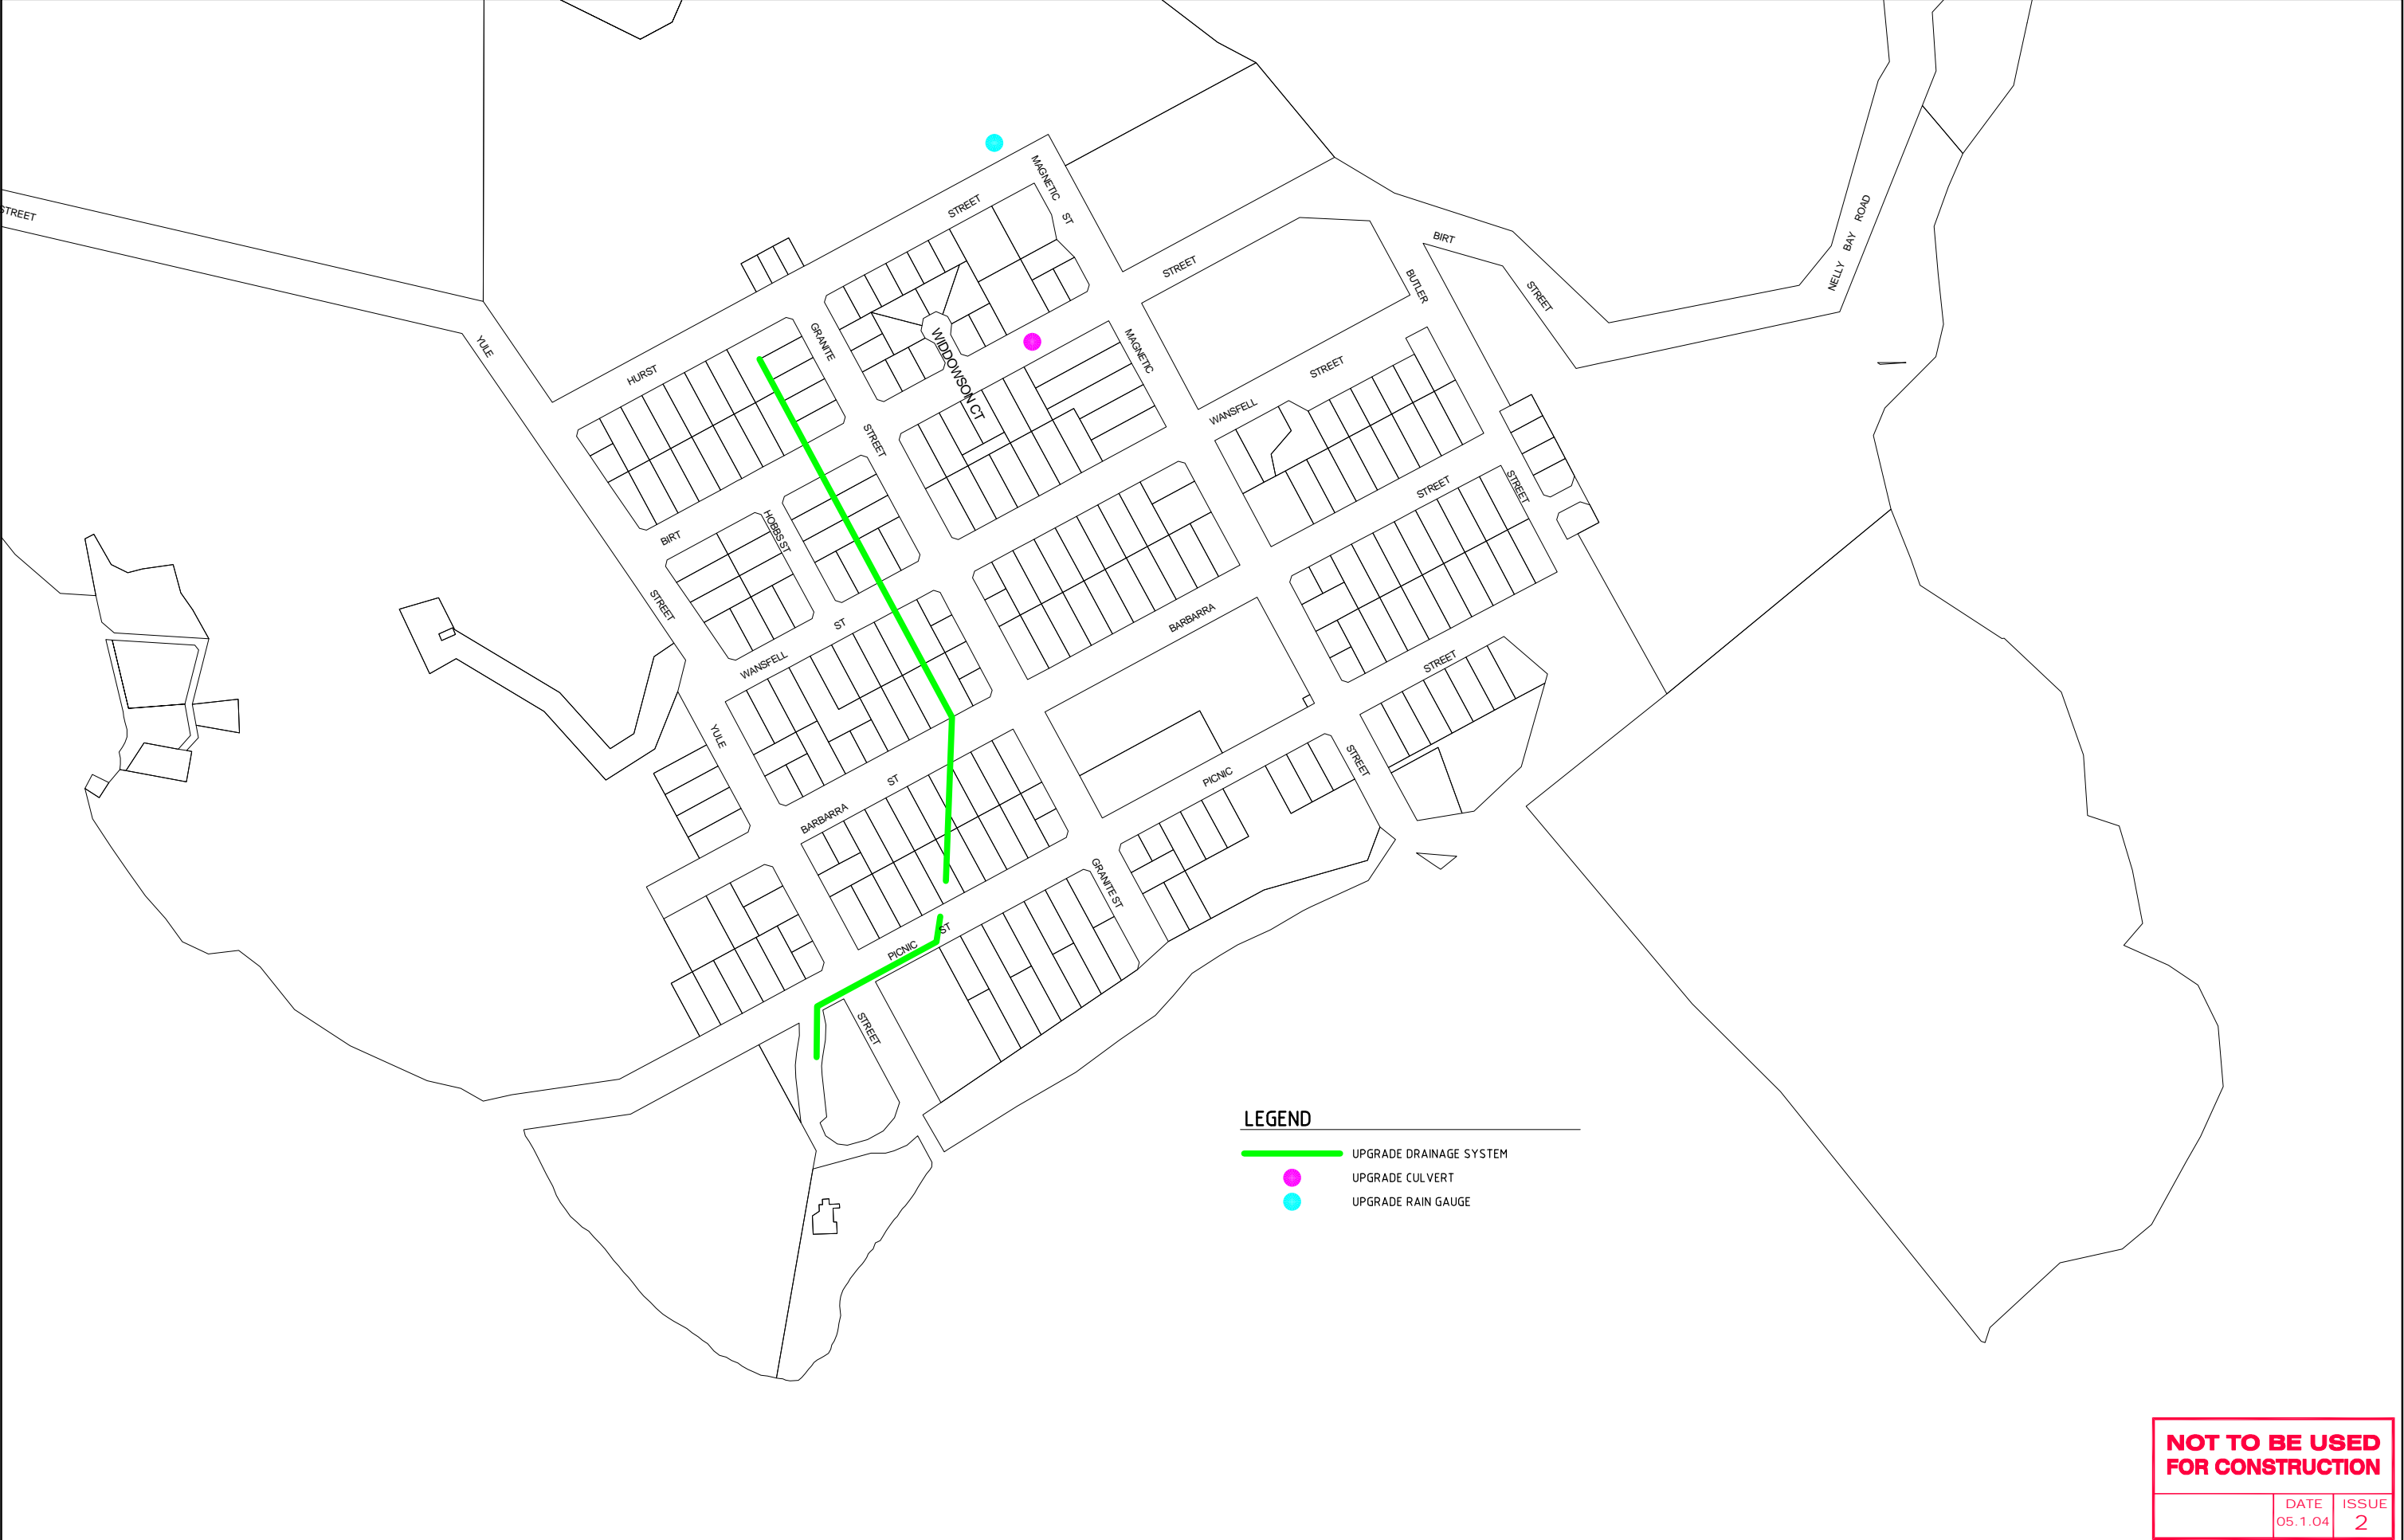 STREET
MAGNETIC ST
STREET
NELLY BAY ROAD
BIRT
STREET
STREET
BUTLER
GRANITE
YULE
WIDDOWSON CT
MAGNETIC
HURST
STREET
WANSFELL
STREET
STREET
STREET
HOBBS ST
BIRT
STREET
ST
BARBARRA
WANSFELL
STREET
YULE
STREET
PICNIC
ST
BARBARRA
GRANITE ST
ST
PICNIC
STREET
LEGEND
UPGRADE DRAINAGE SYSTEM
UPGRADE CULVERT
UPGRADE RAIN GAUGE
NOT TO BE USED
FOR CONSTRUCTION
DATE ISSUE
05.1.04 2